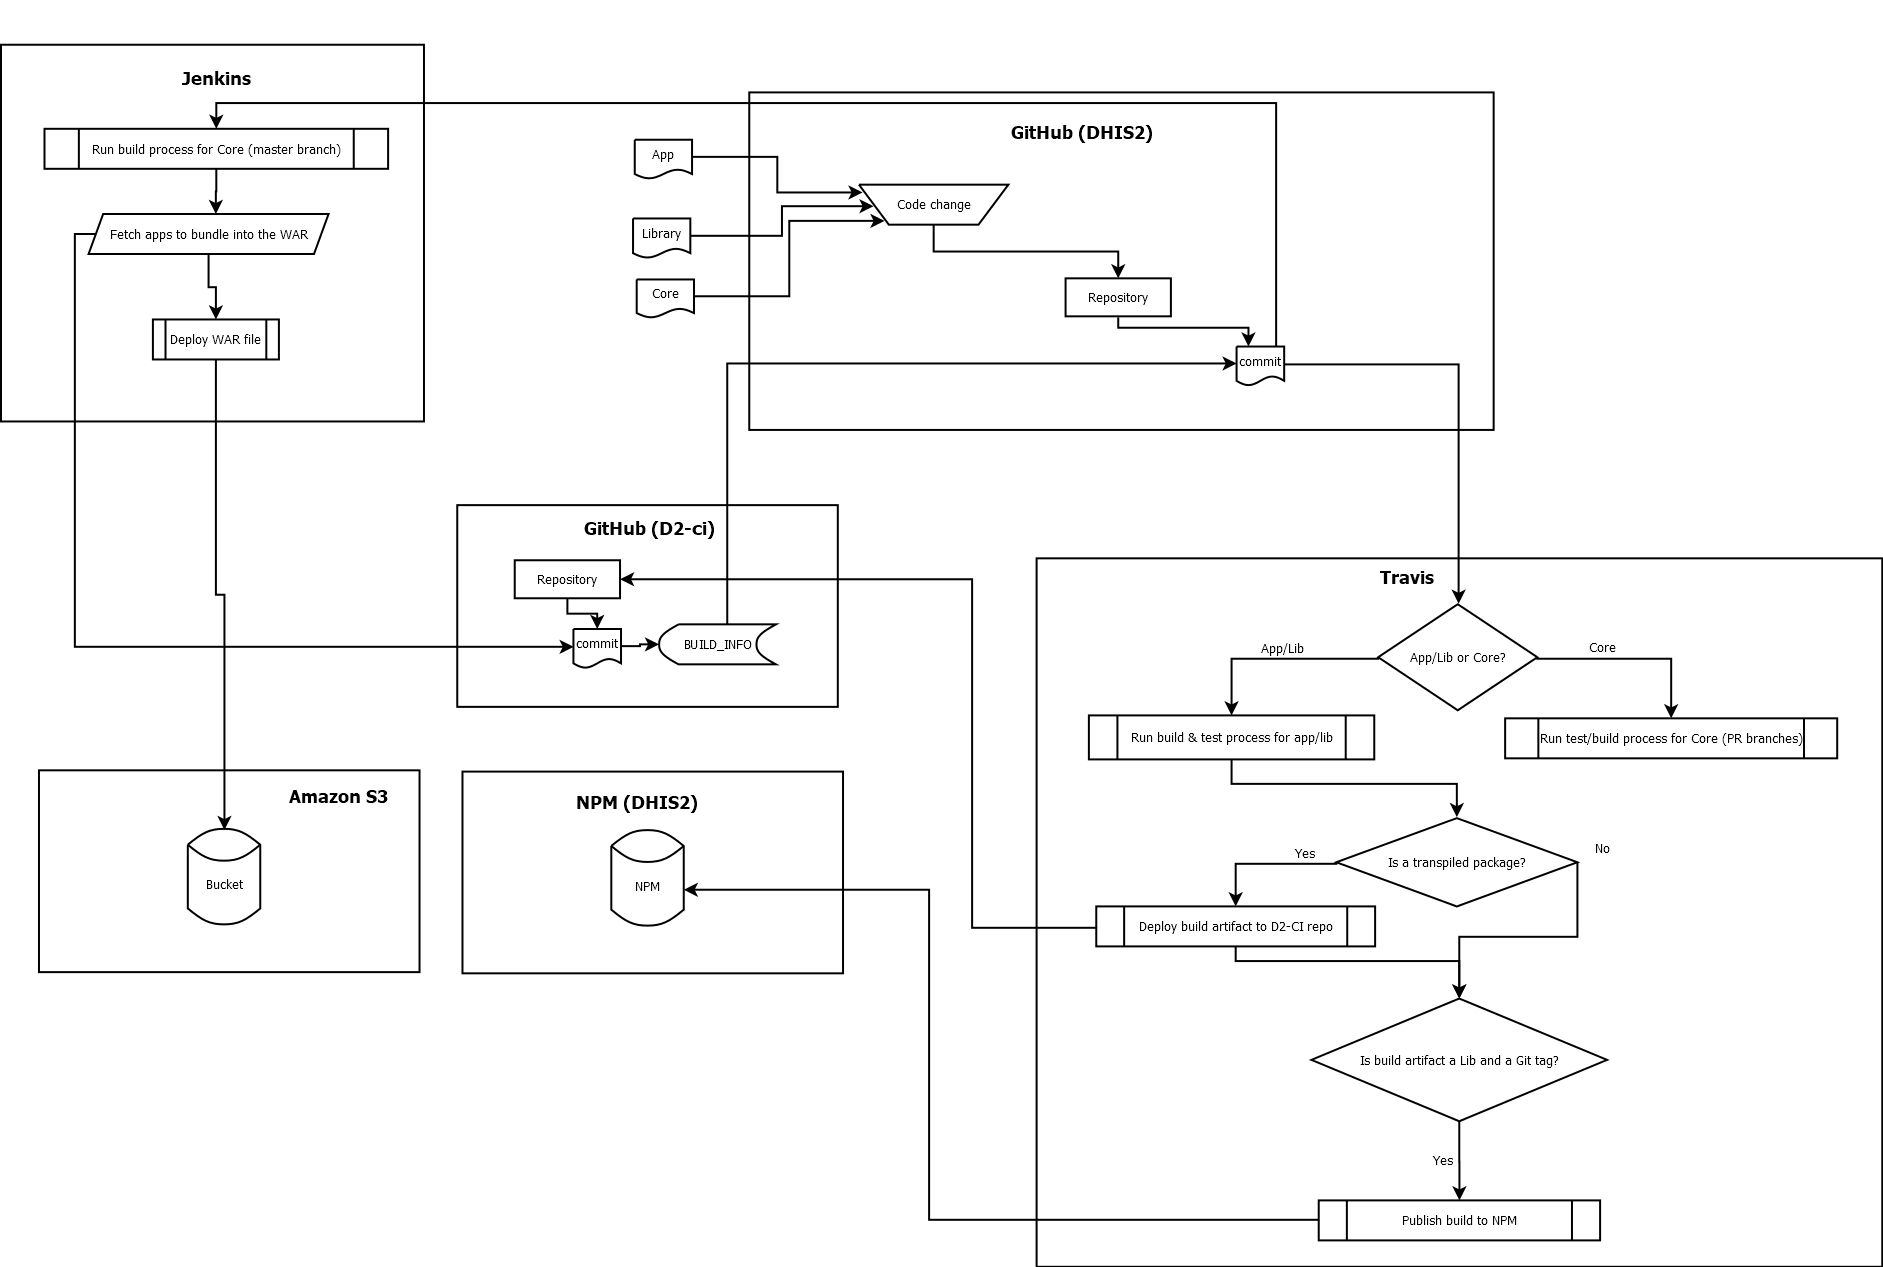 Jenkins
Run build process for Core (master branch)
Fetch apps to bundle into the WAR
Deploy WAR file
GitHub (DHIS2)
App
Library
Core
Code change
Repository
commit
GitHub (D2-ci)
Repository
commit
BUILD_INFO
Travis
App/Lib or Core?
App/Lib
Core
Run build & test process for app/lib
Run test/build process for Core (PR branches)
Is a transpiled package?
Yes
No
Deploy build artifact to D2-CI repo
Is build artifact a Lib and a Git tag?
Yes
Publish build to NPM
Amazon S3
Bucket
NPM (DHIS2)
NPM